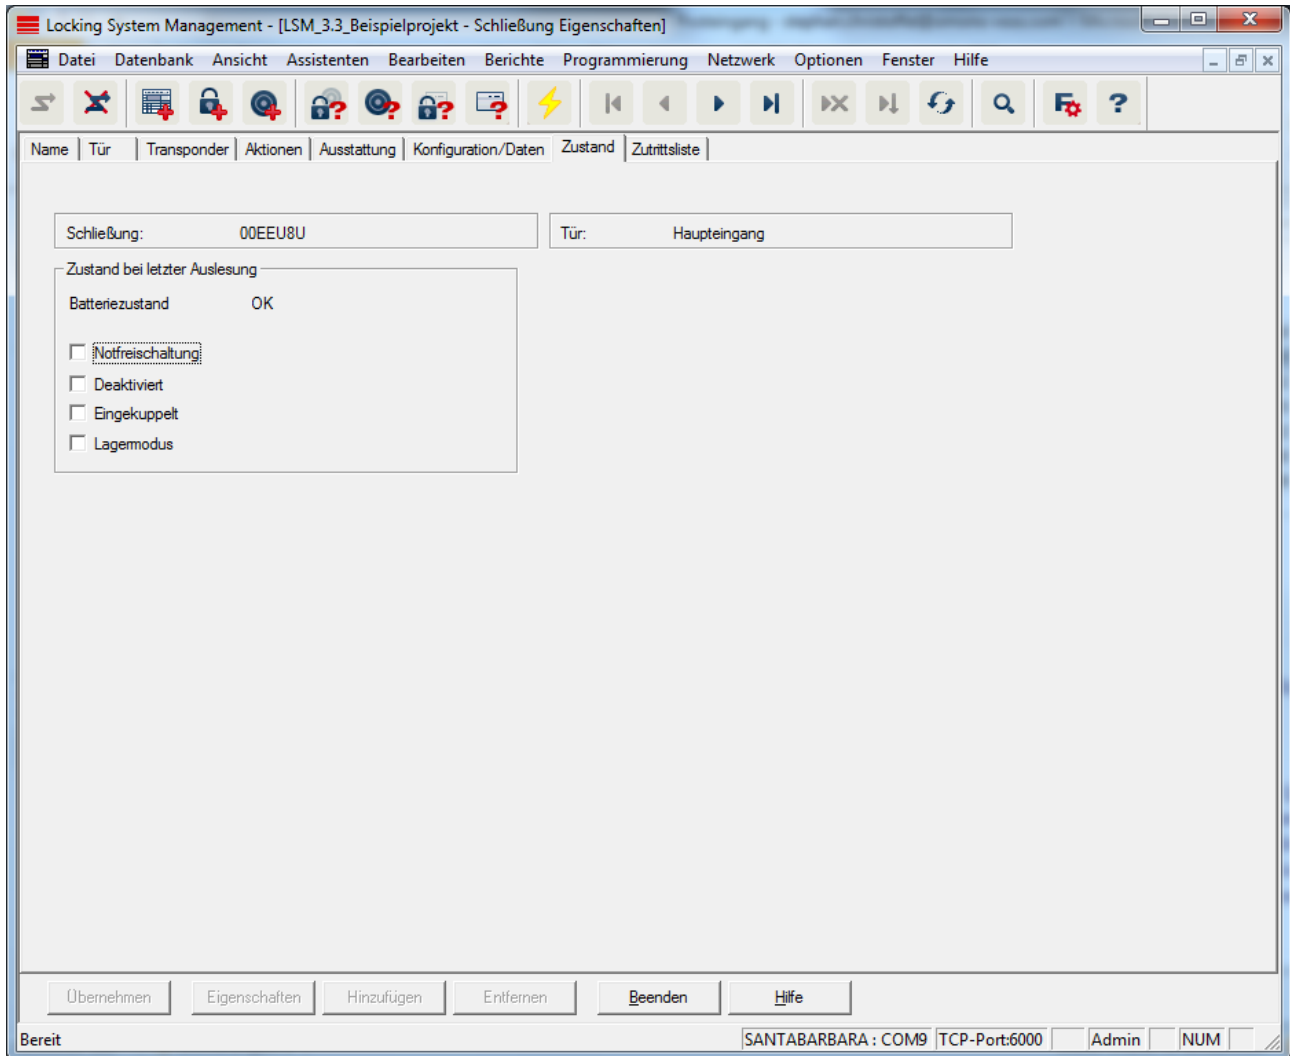 Locking System Management - [LSM_3.3_Beispielprojekt - Schließung Eigenschaften]
Datei Datenbank Ansicht Assistenten Bearbeiten Berichte Programmierung Netzwerk Optionen Fenster Hilfe
Name Tür Transponder Aktionen Ausstattung Konfiguration/Daten Zustand Zutrittsliste
Schließung: 00EEU8U Tür: Haupteingang
Zustand bei letzter Auslesung
Batteriezustand OK
Notfreischaltung
Deaktiviert
Eingekuppelt
Lagermodus
Übernehmen Eigenschaften Hinzufügen Entfernen Beenden Hilfe
Bereit SANTABARBARA : COM9 TCP-Port:6000 Admin NUM